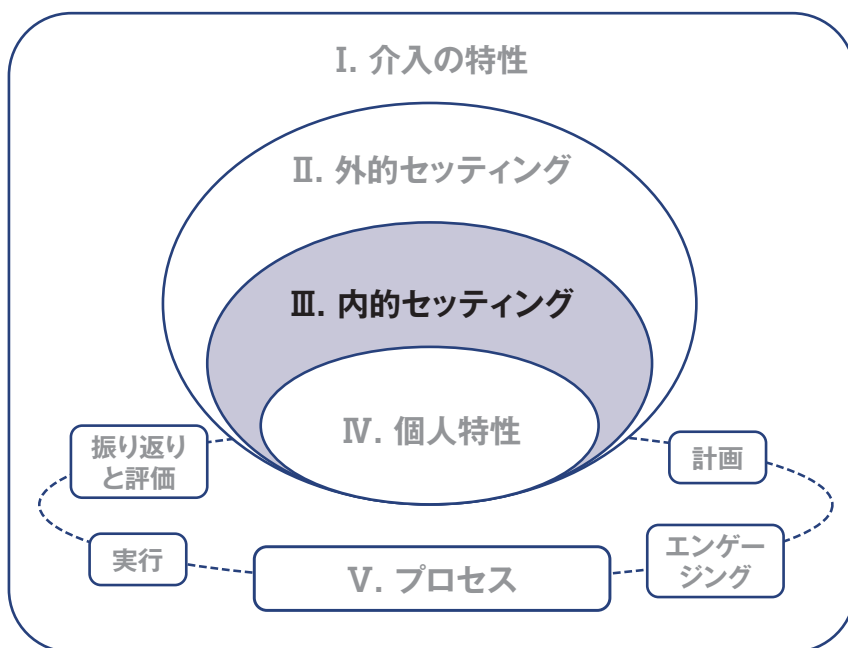 Ⅰ. 介入の特性
Ⅱ. 外的セッティング
Ⅲ. 内的セッティング
Ⅳ. 個人特性
振り返り
と評価
計画
実行
Ⅴ. プロセス
エンゲー
ジング